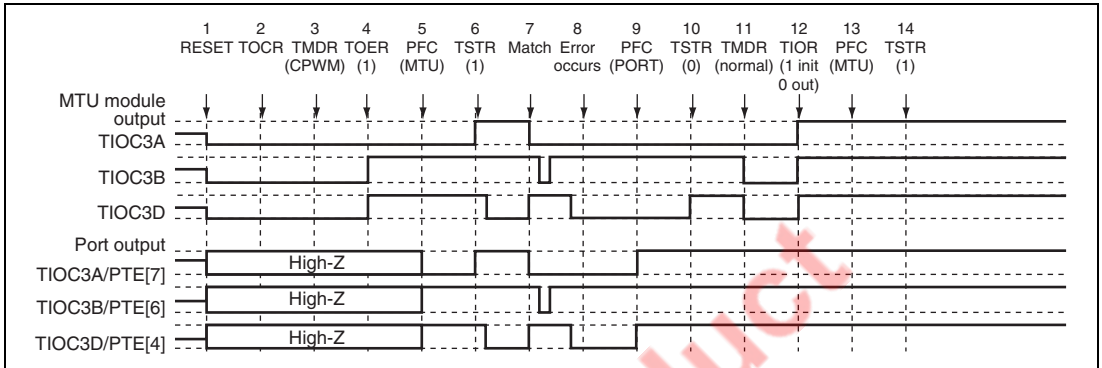 1 2 3 4 5 6 7 8 9 10 11 12 13 14
RESET TOCR TMDR TOER PFC TSTR Match Error PFC TSTR TMDR TIOR PFC TSTR
(CPWM) (1) (MTU) (1) occurs (PORT) (0) (normal) (1 init (MTU) (1)
0 out)
MTU module
output
TIOC3A
TIOC3B
TIOC3D
Port output
TIOC3A/PTE[7] High-Z
TIOC3B/PTE[6] High-Z
TIOC3D/PTE[4] High-Z
duct